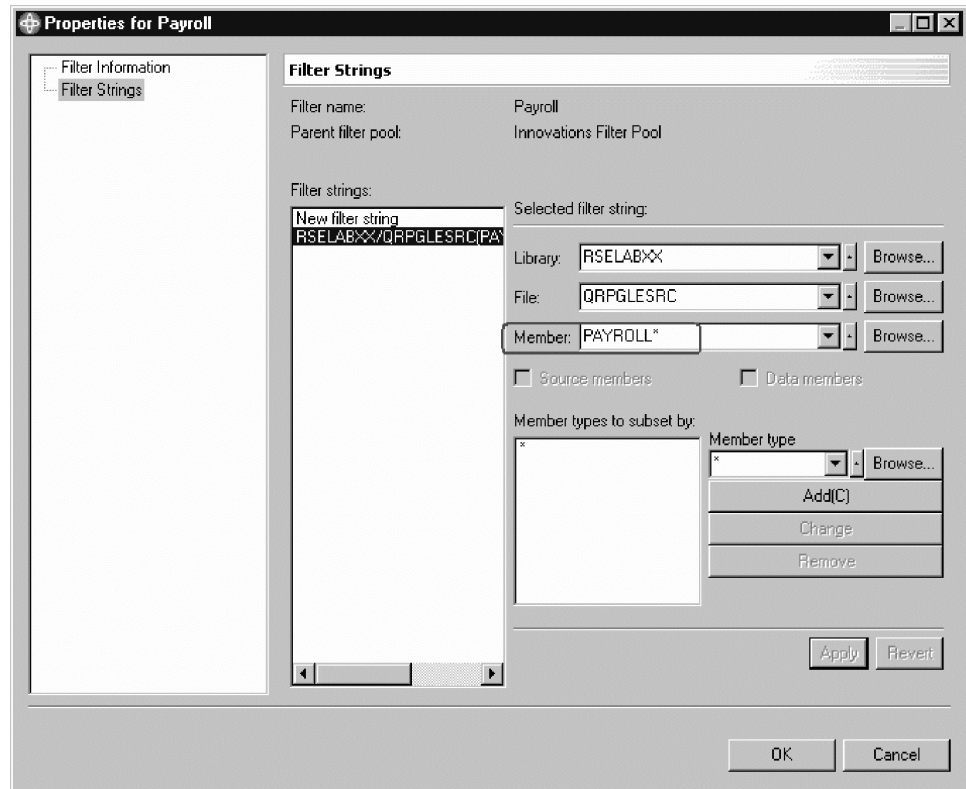 Properties for Payroll
Filter Information
Filter Strings
Filter Strings
Filter name: Payroll
Parent filter pool: Innovations Filter Pool
Filter strings:
New filter string
RSELABXX/QRPGLESRC(PAY
Selected filter string:
Library: RSELABXX Browse...
File: QRPGLESRC Browse...
Member: PAYROLL* Browse...
Source members Data members
Member types to subset by:
*
Member type
* Browse...
Add(C)
Change
Remove
Apply Revert
OK Cancel